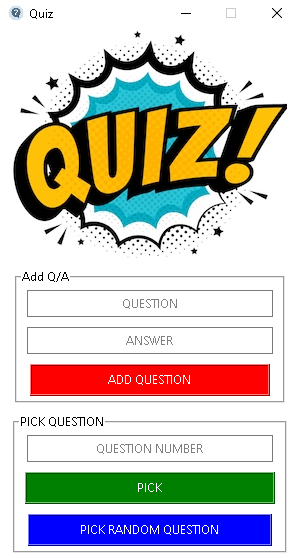 Quiz
QUIZ!
Add Q/A
QUESTION
ANSWER
ADD QUESTION
PICK QUESTION
QUESTION NUMBER
PICK
PICK RANDOM QUESTION